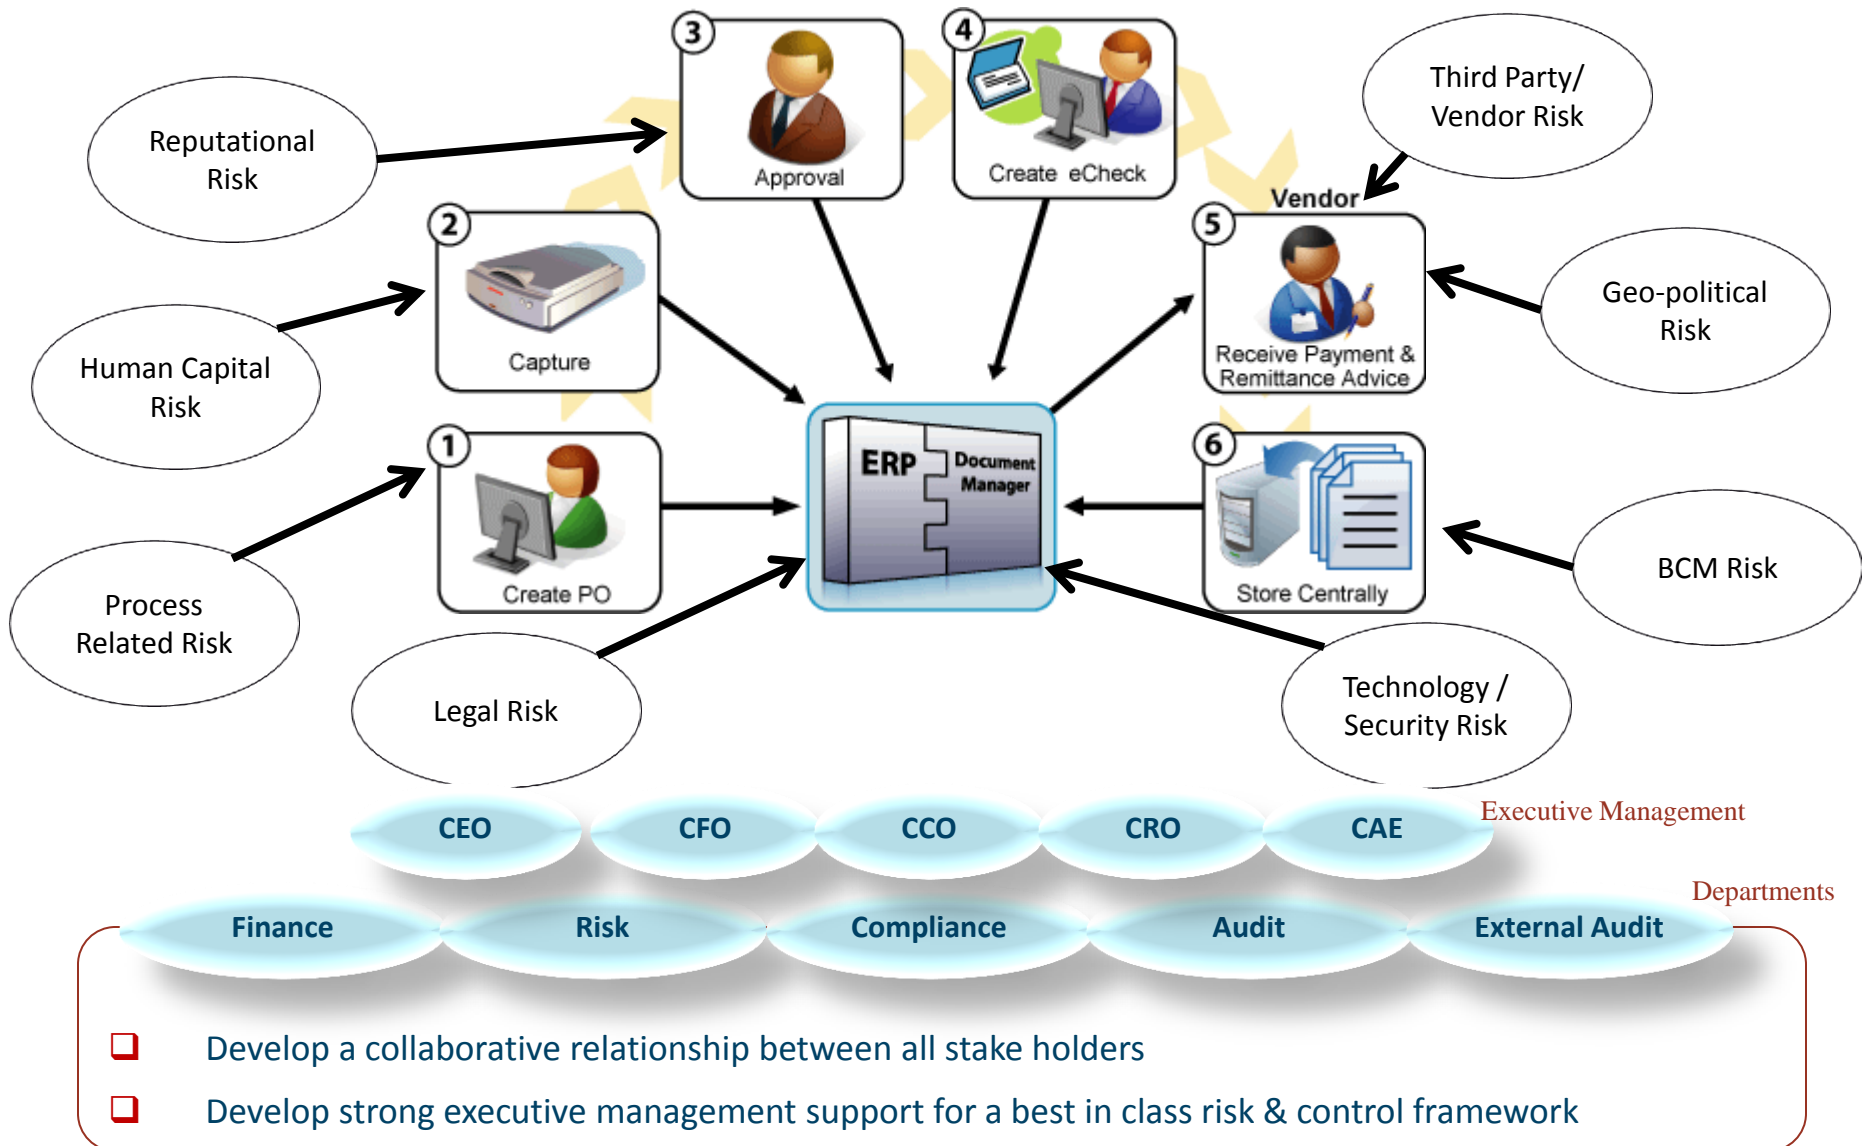 3
Approval
4
Create eCheck
Third Party/
Vendor Risk
Reputational
Risk
2
Capture
Vendor
5
Receive Payment &
Remittance Advice
Geo-political
Risk
Human Capital
Risk
1
Create PO
ERP
Document
Manager
6
Store Centrally
BCM Risk
Process
Related Risk
Legal Risk
Technology /
Security Risk
CEO
CFO
CCO
CRO
CAE
Executive Management
Departments
Finance
Risk
Compliance
Audit
External Audit
Develop a collaborative relationship between all stake holders
Develop strong executive management support for a best in class risk & control framework